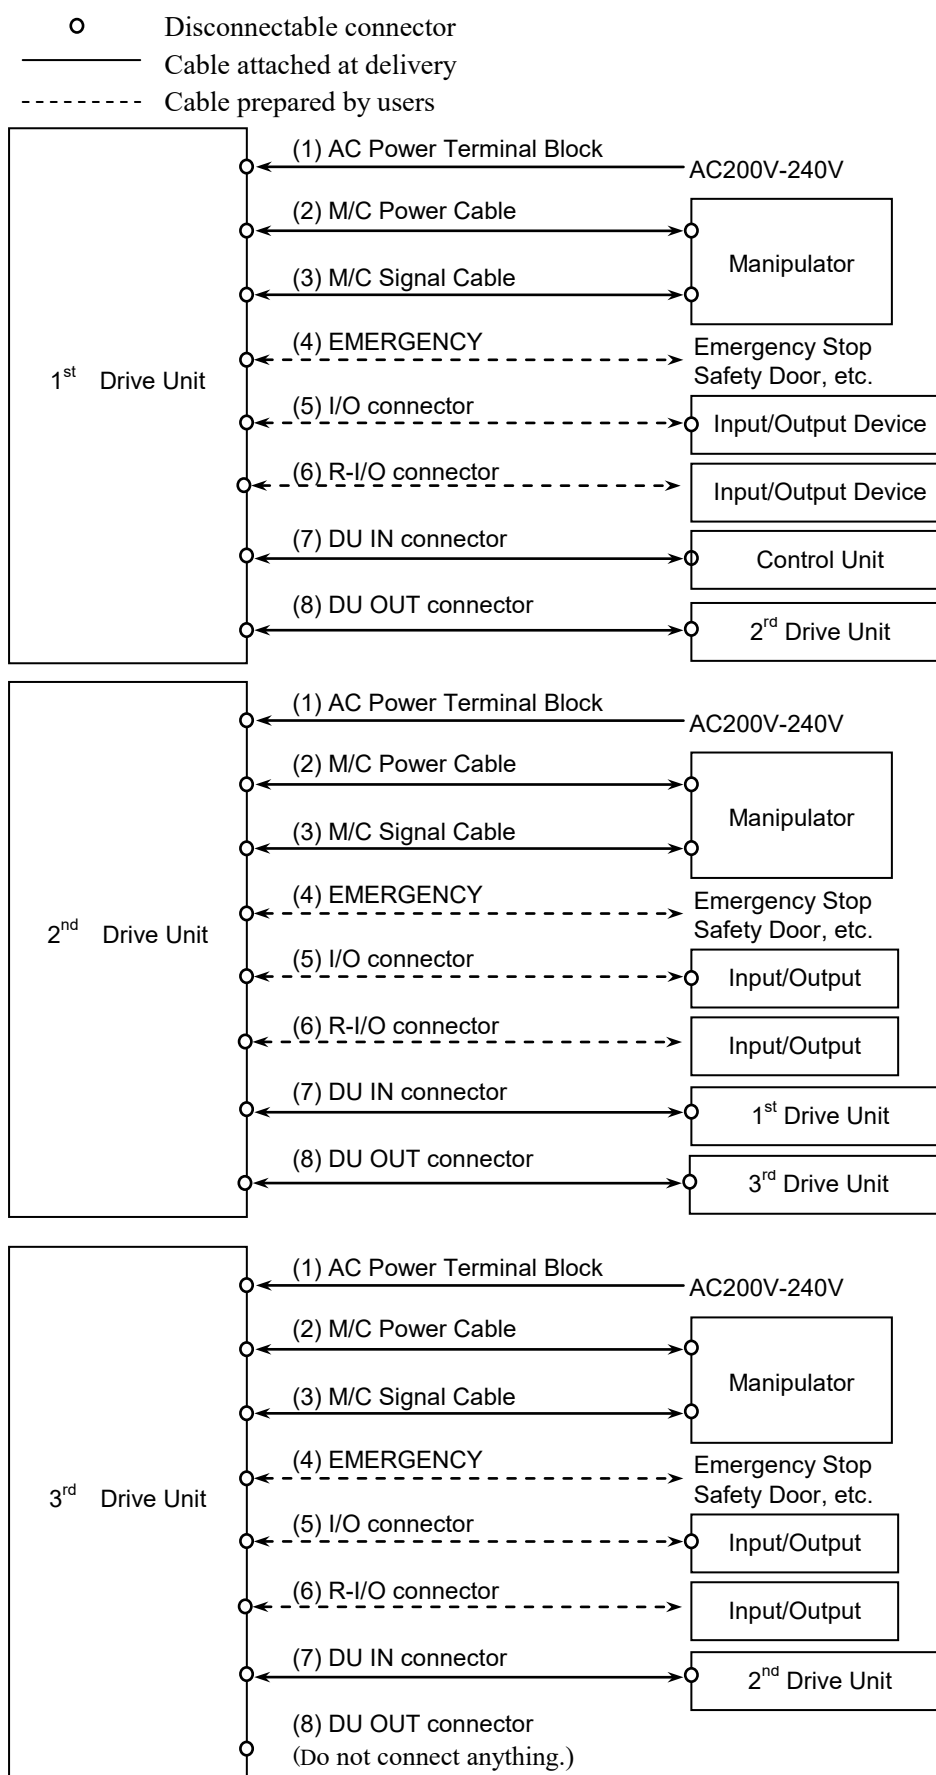 Disconnectable connector
Cable attached at delivery
Cable prepared by users
(1) AC Power Terminal Block
AC200V-240V
(2) M/C Power Cable
Manipulator
(3) M/C Signal Cable
(4) EMERGENCY
Emergency Stop
Safety Door, etc.
1st Drive Unit
(5) I/O connector
Input/Output Device
(6) R-I/O connector
Input/Output Device
(7) DU IN connector
Control Unit
(8) DU OUT connector
2rd Drive Unit
(1) AC Power Terminal Block
AC200V-240V
(2) M/C Power Cable
Manipulator
(3) M/C Signal Cable
(4) EMERGENCY
Emergency Stop
Safety Door, etc.
2nd Drive Unit
(5) I/O connector
Input/Output
(6) R-I/O connector
Input/Output
(7) DU IN connector
1st Drive Unit
(8) DU OUT connector
3rd Drive Unit
(1) AC Power Terminal Block
AC200V-240V
(2) M/C Power Cable
Manipulator
(3) M/C Signal Cable
(4) EMERGENCY
Emergency Stop
Safety Door, etc.
3rd Drive Unit
(5) I/O connector
Input/Output
(6) R-I/O connector
Input/Output
(7) DU IN connector
2nd Drive Unit
(8) DU OUT connector
(Do not connect anything.)